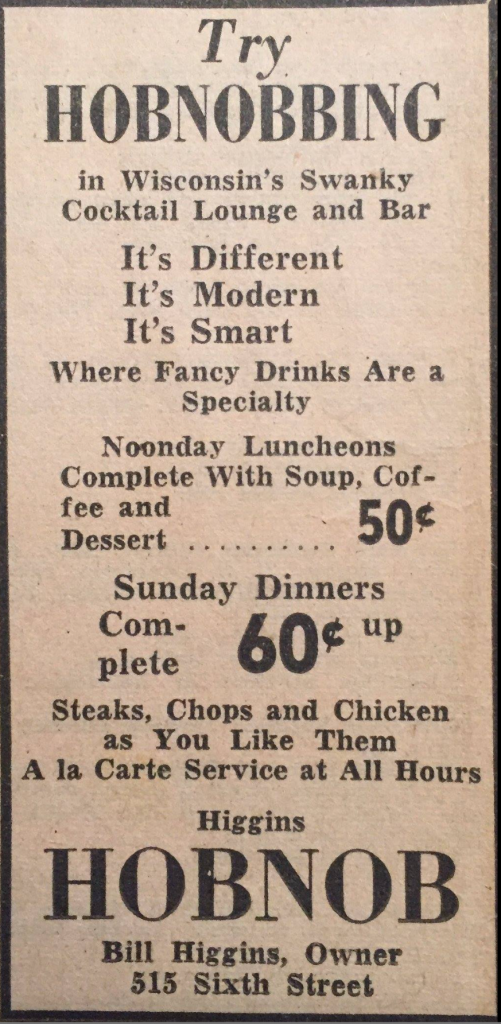 Try
HOBNOBBING
in Wisconsin's Swanky
Cocktail Lounge and Bar
It's Different
It's Modern
It's Smart
Where Fancy Drinks Are a
Specialty
Noonday Luncheons
Complete With Soup, Cof-
fee and
Dessert .......... 50¢
Sunday Dinners
Com-
plete 60¢ up
Steaks, Chops and Chicken
as You Like Them
A la Carte Service at All Hours
Higgins
HOBNOB
Bill Higgins, Owner
515 Sixth Street